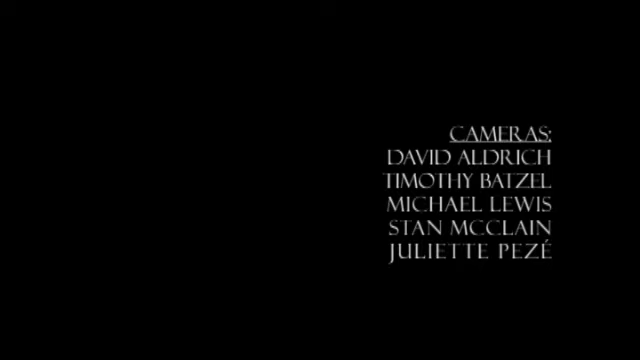 CAMERAS:
DAVID ALDRICH
TIMOTHY BATZEL
MICHAEL LEWIS
STAN MCCLAIN
JULIETTE PEZÉ